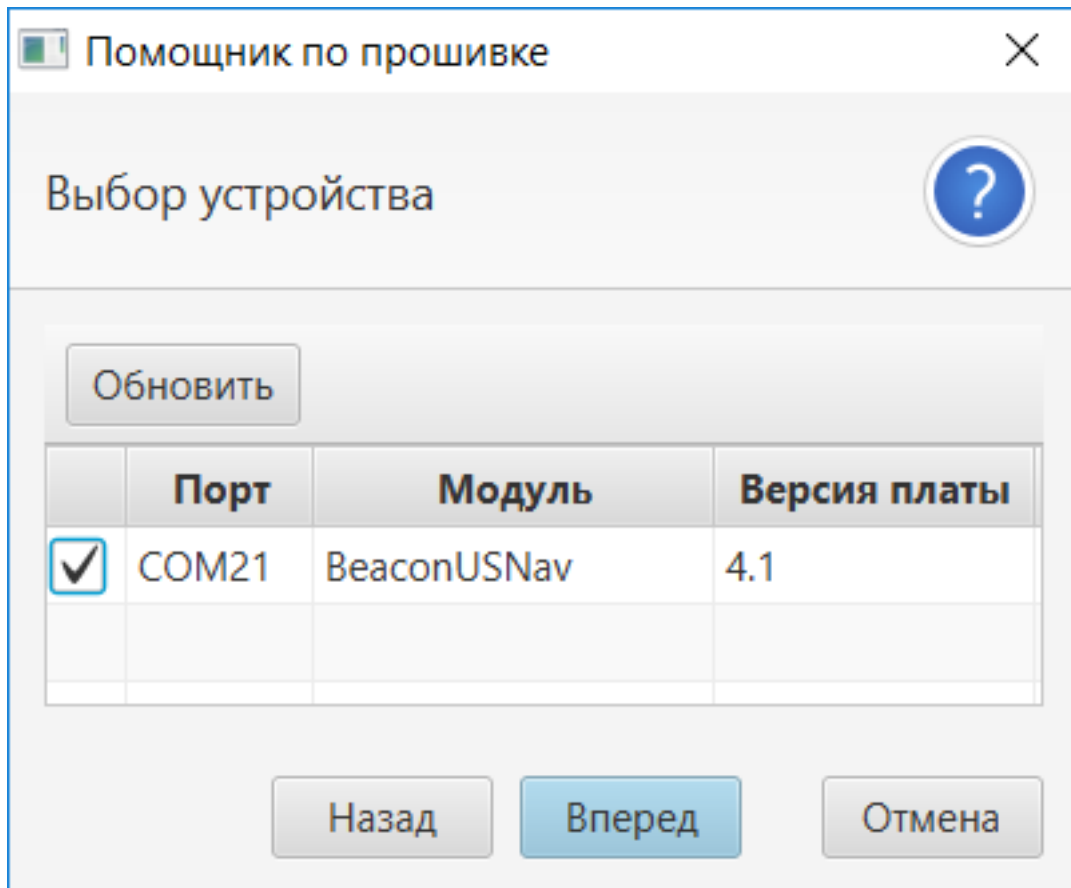 Помощник по прошивке
Выбор устройства
?
Обновить
Порт Модуль Версия платы
COM21 BeaconUSNav 4.1
Назад Вперед Отмена